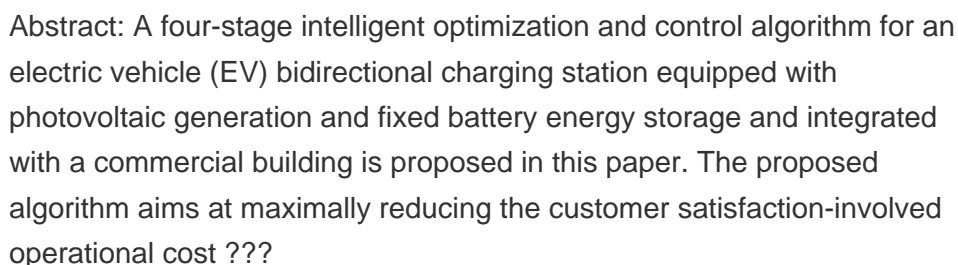 Abstract: A four-stage intelligent optimization and control algorithm for an
electric vehicle (EV) bidirectional charging station equipped with
photovoltaic generation and fixed battery energy storage and integrated
with a commercial building is proposed in this paper. The proposed
algorithm aims at maximally reducing the customer satisfaction-involved
operational cost ???